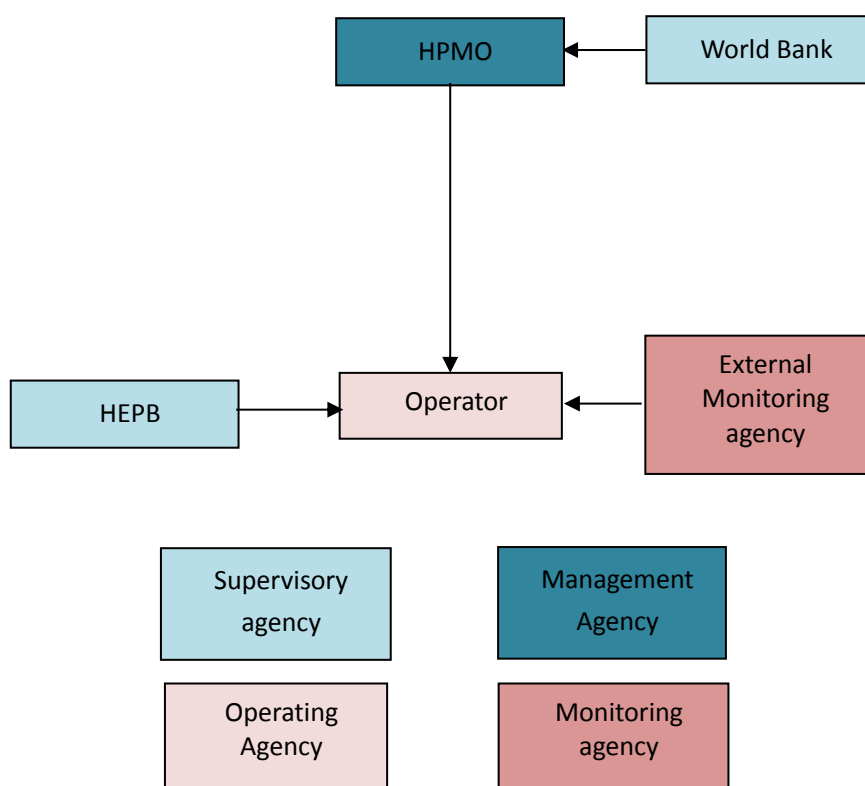 HPMO
World Bank
HEPB
Operator
External
Monitoring
agency
Supervisory
agency
Management
Agency
Operating
Agency
Monitoring
agency